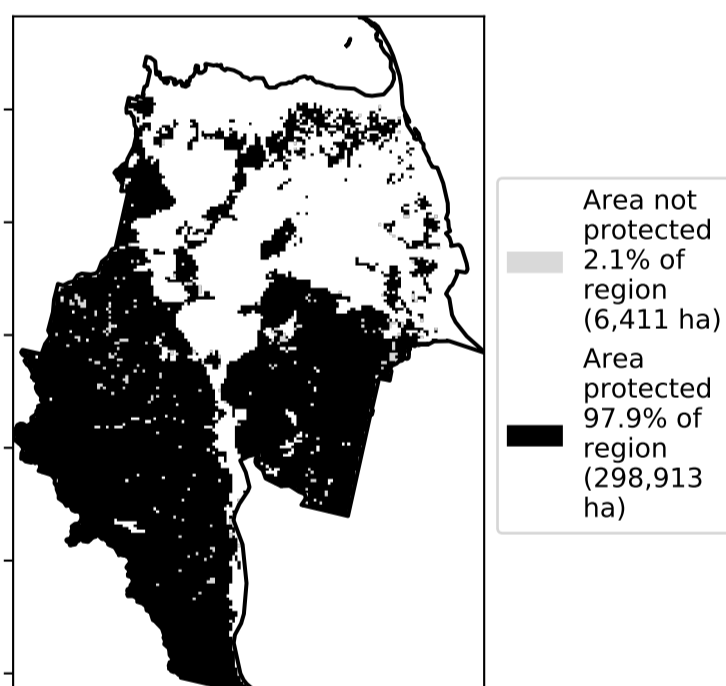 Area not
protected
2.1% of
region
(6,411 ha)
Area
protected
97.9% of
region
(298,913
ha)